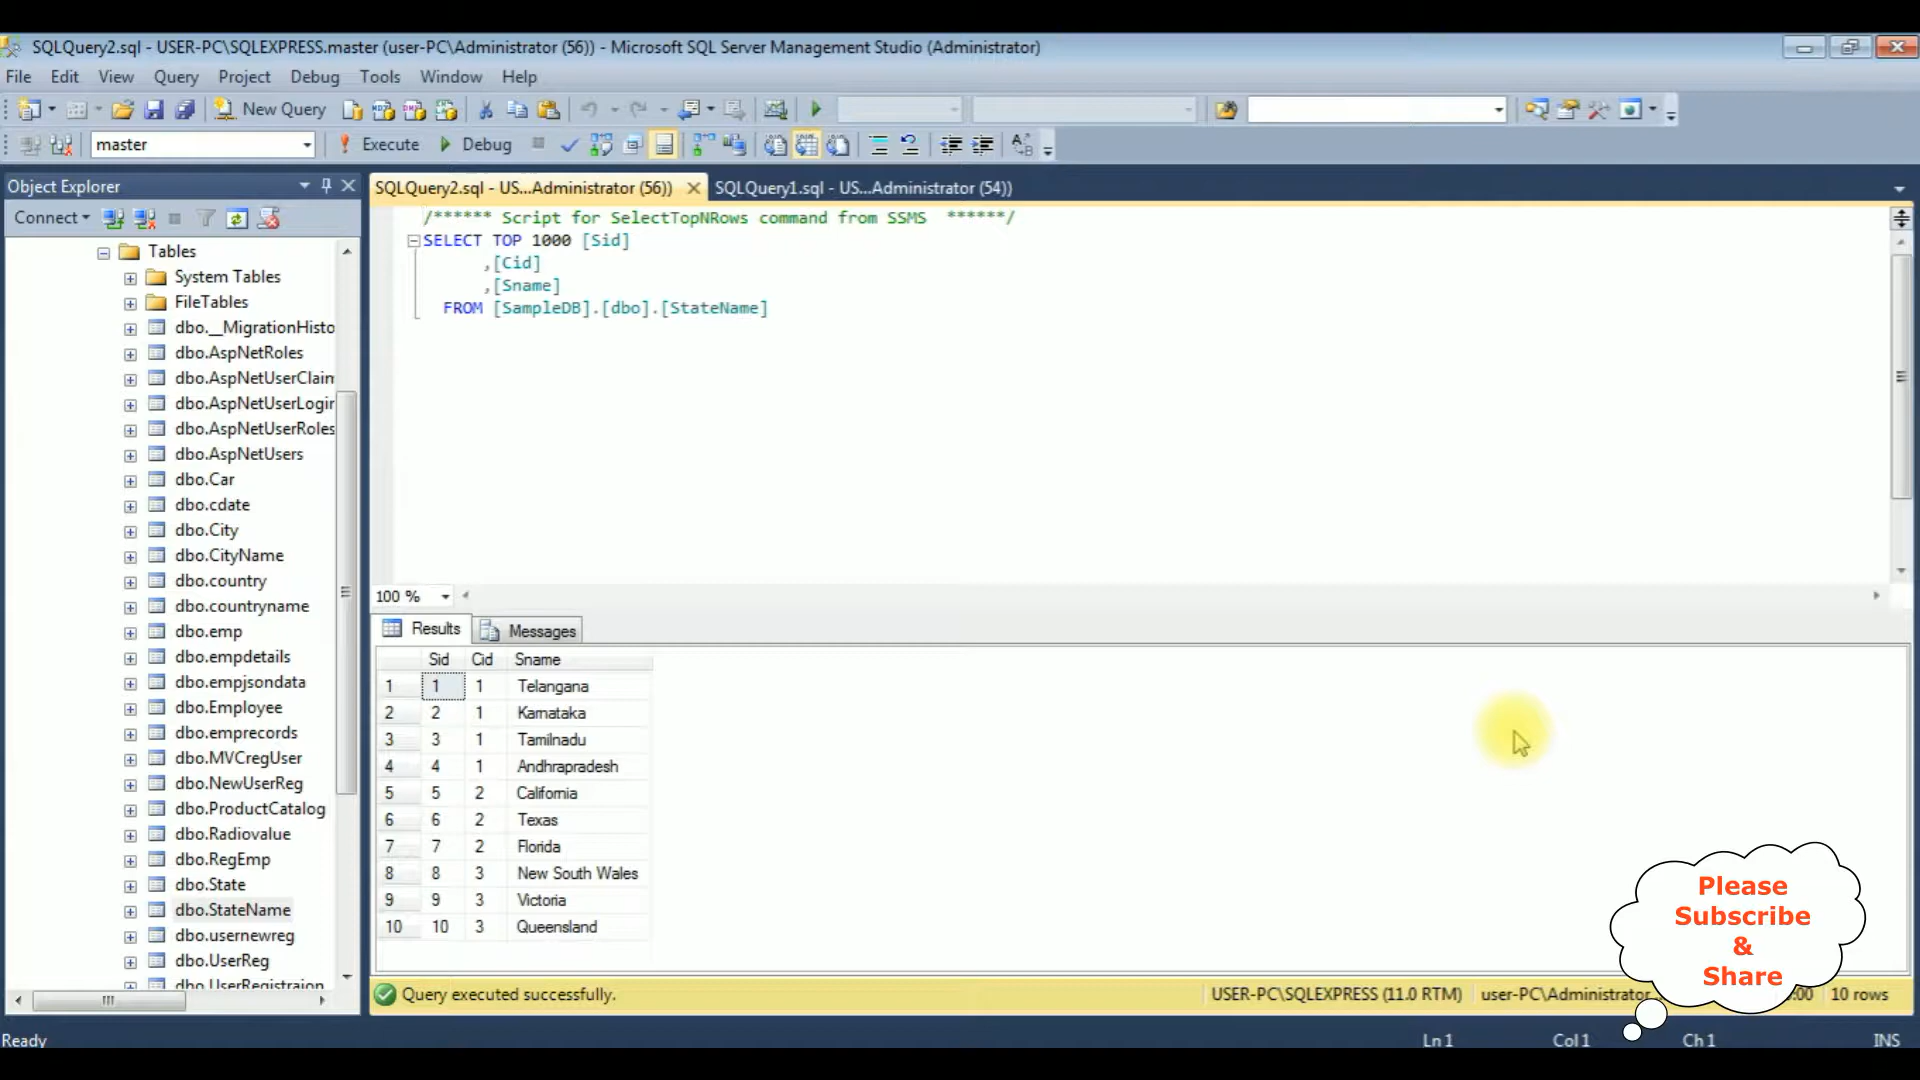 SQLQuery2.sql - USER-PC\SQLEXPRESS.master (user-PC\Administrator (56)) - Microsoft SQL Server Management Studio (Administrator)
File Edit View Query Project Debug Tools Window Help
New Query
master Execute Debug
Object Explorer
SQLQuery2.sql - US...Administrator (56)) SQLQuery1.sql - US...Administrator (54))
Connect
Tables
System Tables
FileTables
dbo.__MigrationHisto
dbo.AspNetRoles
dbo.AspNetUserClaim
dbo.AspNetUserLogin
dbo.AspNetUserRoles
dbo.AspNetUsers
dbo.Car
dbo.cdate
dbo.City
dbo.CityName
dbo.country
dbo.countryname
dbo.emp
dbo.empdetails
dbo.empjsondata
dbo.Employee
dbo.emprecords
dbo.MVCregUser
dbo.NewUserReg
dbo.ProductCatalog
dbo.Radiovalue
dbo.RegEmp
dbo.State
dbo.StateName
dbo.usernewreg
dbo.UserReg
dbo.UserRegistraion
/****** Script for SelectTopNRows command from SSMS ******/
SELECT TOP 1000 [Sid]
,[Cid]
,[Sname]
FROM [SampleDB].[dbo].[StateName]
100 %
Results Messages
Sid Cid Sname
1 1 1 Telangana
2 2 1 Karnataka
3 3 1 Tamilnadu
4 4 1 Andhrapradesh
5 5 2 California
6 6 2 Texas
7 7 2 Florida
8 8 3 New South Wales
9 9 3 Victoria
10 10 3 Queensland
Please
Subscribe
&
Share
Query executed successfully. USER-PC\SQLEXPRESS (11.0 RTM) user-PC\Administrator :00 10 rows
Ready Ln 1 Col 1 Ch 1 INS